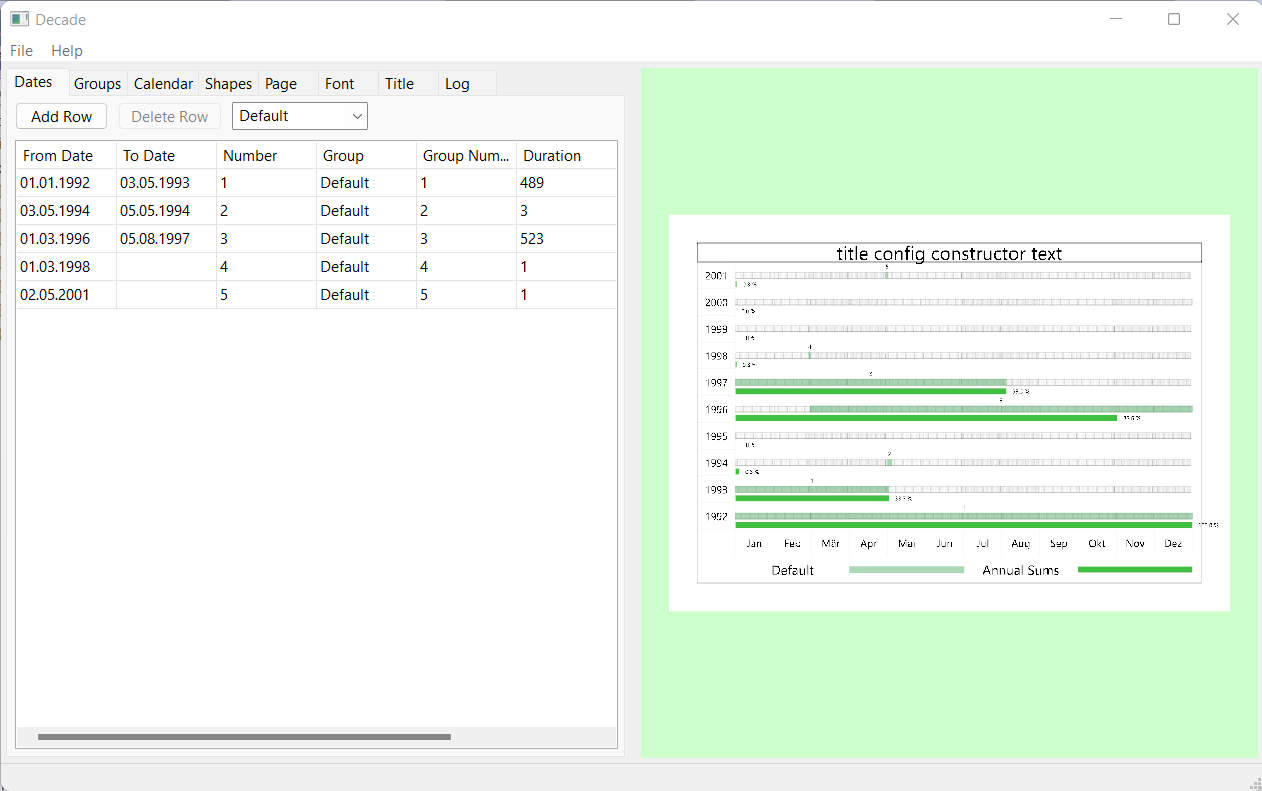 Decade
File Help
Dates Groups Calendar Shapes Page Font Title Log
Add Row Delete Row Default
From Date To Date Number Group Group Num... Duration
01.01.1992 03.05.1993 1 Default 1 489
03.05.1994 05.05.1994 2 Default 2 3
01.03.1996 05.08.1997 3 Default 3 523
01.03.1998 4 Default 4 1
02.05.2001 5 Default 5 1
title config constructor text
2001
1999
1998
1997
1996
1995
1994
1993
1992
Jan Feb Mär Apr Mai Jun Jul Aug Sep Okt Nov Dez
Default Annual Sums